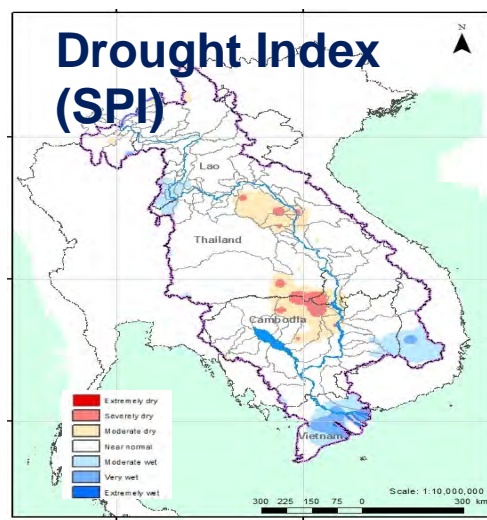 Drought Index
(SPI)
N
Lao
Thailand
Cambodia
Vietnam
Extremely dry
Severely dry
Moderate dry
Near normal
Moderate wet
Very wet
Extremely wet
Scale: 1:10,000,000
300 225 150 75 0 300 km